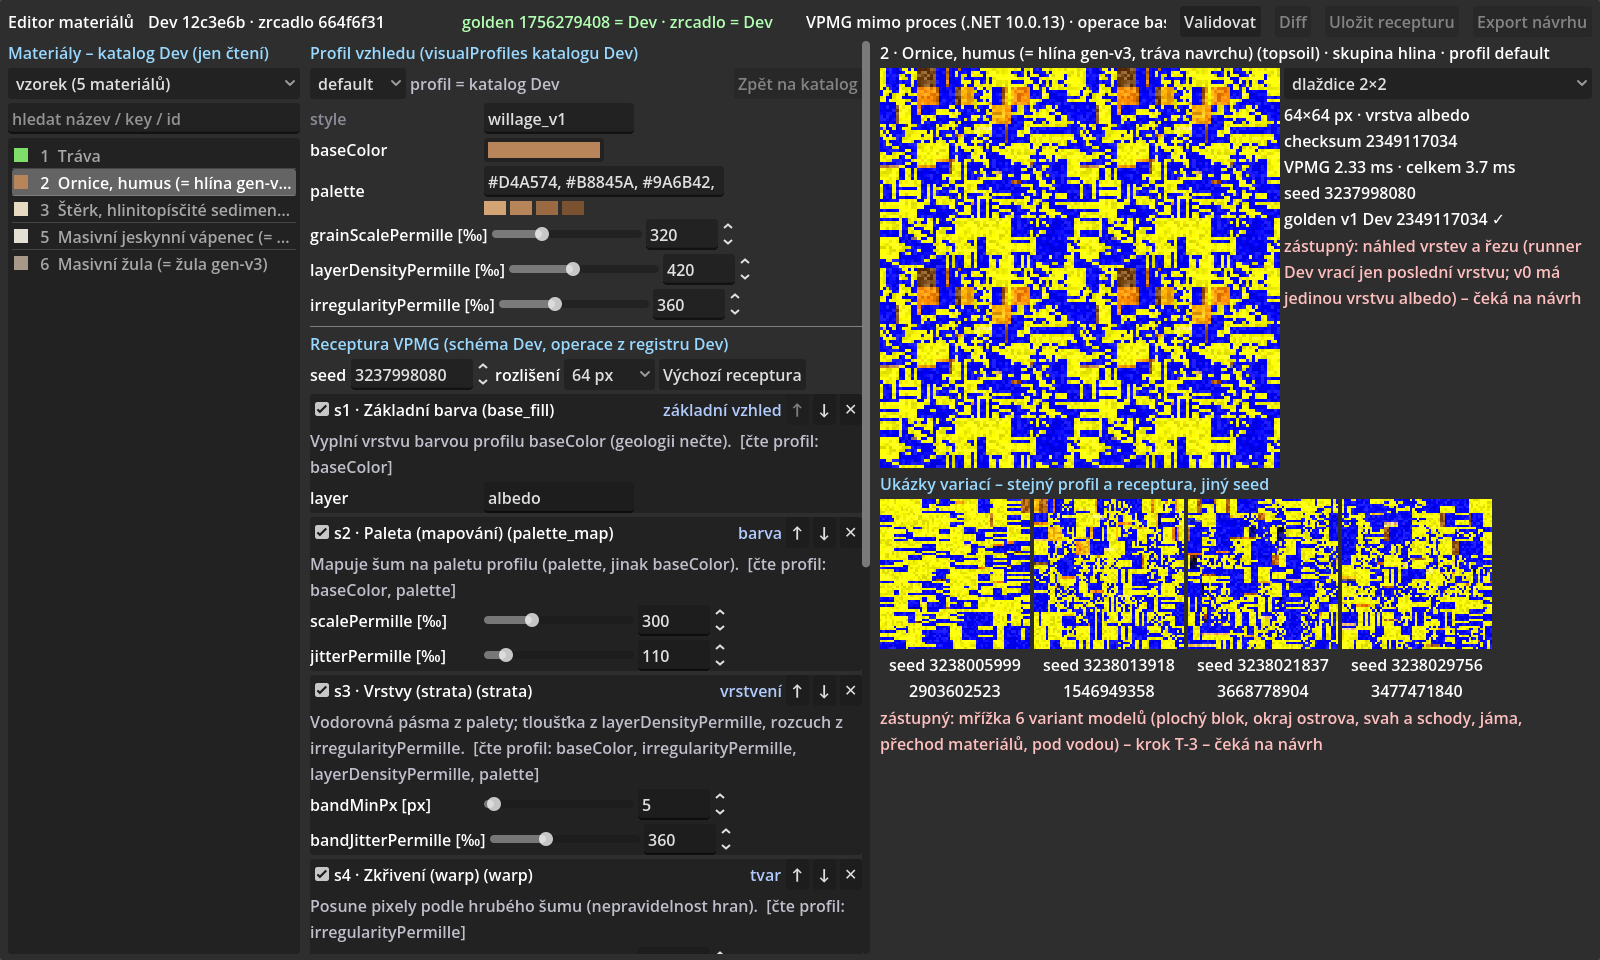 Editor materiálů Dev 12c3e6b · zrcadlo 664f6f31 golden 1756279408 = Dev · zrcadlo = Dev VPMG mimo proces (.NET 10.0.13) · operace Validovat Diff Uložit recepturu Export návrhu
Materiály – katalog Dev (jen čtení)
vzorek (5 materiálů)
hledat název / key / id
1 Tráva
2 Ornice, humus (= hlína gen-v...
3 Štěrk, hlinitopísčité sedimen...
5 Masivní jeskynní vápenec (= ...
6 Masivní žula (= žula gen-v3)
Profil vzhledu (visualProfiles katalogu Dev)
default profil = katalog Dev Zpět na katalog
style willage_v1
baseColor
palette #D4A574, #B8845A, #9A6B42,
grainScalePermille [‰] 320
layerDensityPermille [‰] 420
irregularityPermille [‰] 360
Receptura VPMG (schéma Dev, operace z registru Dev)
seed 3237998080 rozlišení 64 px Výchozí receptura
s1 · Základní barva (base_fill) základní vzhled ↑ ↓ ×
Vyplní vrstvu barvou profilu baseColor (geologii nečte). [čte profil:
baseColor]
layer albedo
s2 · Paleta (mapování) (palette_map) barva ↑ ↓ ×
Mapuje šum na paletu profilu (palette, jinak baseColor). [čte profil:
baseColor, palette]
scalePermille [‰] 300
jitterPermille [‰] 110
s3 · Vrstvy (strata) (strata) vrstvení ↑ ↓ ×
Vodorovná pásma z palety; tloušťka z layerDensityPermille, rozcuch z
irregularityPermille. [čte profil: baseColor, irregularityPermille,
layerDensityPermille, palette]
bandMinPx [px] 5
bandJitterPermille [‰] 360
s4 · Zkřivení (warp) (warp) tvar ↑ ↓ ×
Posune pixely podle hrubého šumu (nepravidelnost hran). [čte profil:
irregularityPermille]
2 · Ornice, humus (= hlína gen-v3, tráva navrchu) (topsoil) · skupina hlina · profil default
dlaždice 2×2
64×64 px · vrstva albedo
checksum 2349117034
VPMG 2.33 ms · celkem 3.7 ms
seed 3237998080
golden v1 Dev 2349117034 ✓
zástupný: náhled vrstev a řezu (runner
Dev vrací jen poslední vrstvu; v0 má
jedinou vrstvu albedo) – čeká na návrh
Ukázky variací – stejný profil a receptura, jiný seed
seed 3238005999 seed 3238013918 seed 3238021837 seed 3238029756
2903602523 1546949358 3668778904 3477471840
zástupný: mřížka 6 variant modelů (plochý blok, okraj ostrova, svah a schody, jáma,
přechod materiálů, pod vodou) – krok T-3 – čeká na návrh